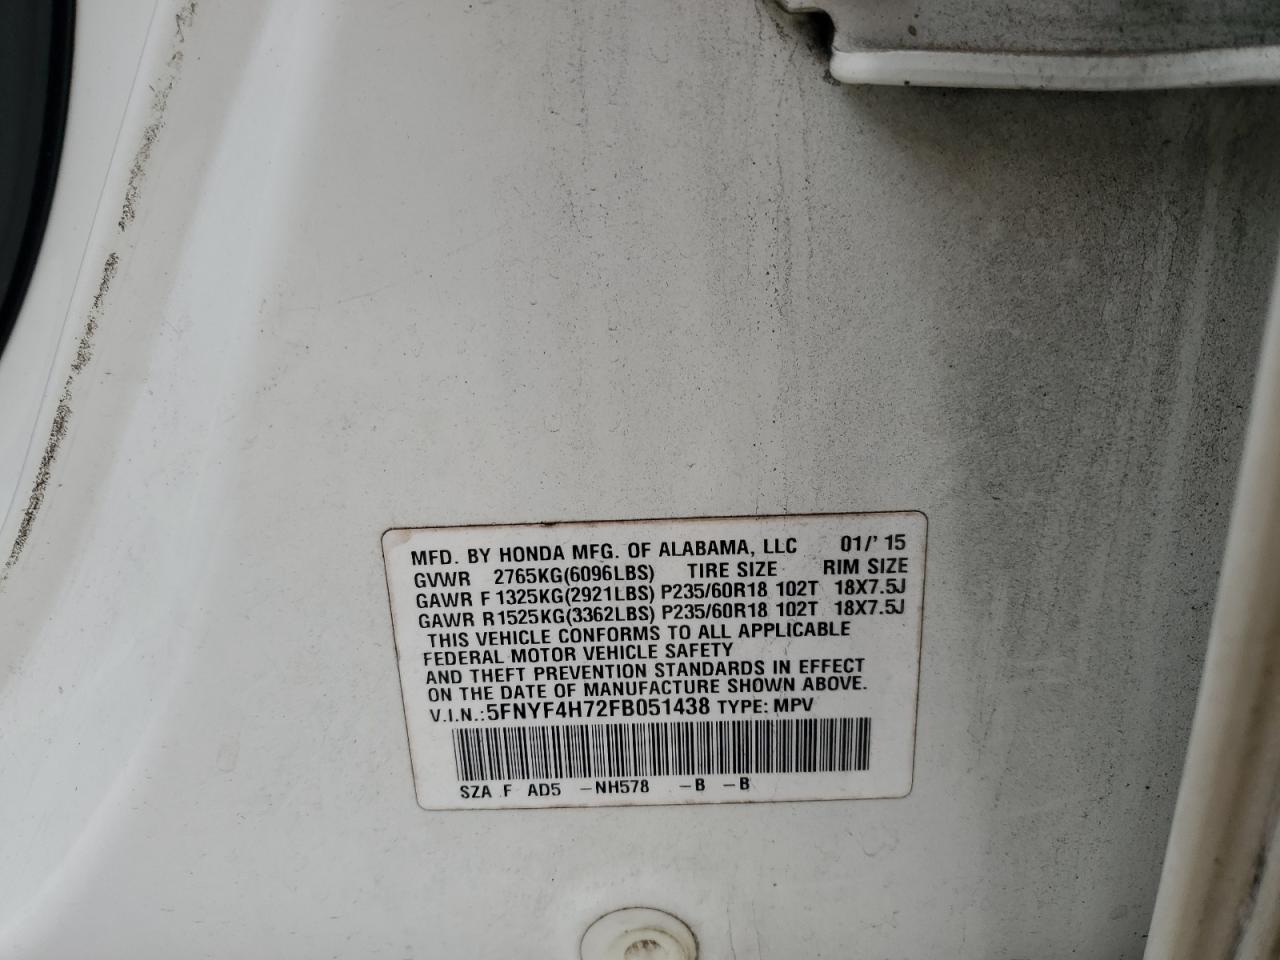 MFD. BY HONDA MFG. OF ALABAMA, LLC 01/'15
GVWR 2765KG(6096LBS) TIRE SIZE RIM SIZE
GAWR F 1325KG(2921LBS) P235/60R18 102T 18X7.5J
GAWR R 1525KG(3362LBS) P235/60R18 102T 18X7.5J
THIS VEHICLE CONFORMS TO ALL APPLICABLE
FEDERAL MOTOR VEHICLE SAFETY
AND THEFT PREVENTION STANDARDS IN EFFECT
ON THE DATE OF MANUFACTURE SHOWN ABOVE.
V.I.N.:5FNYF4H72FB051438 TYPE: MPV
SZA F AD5 -NH578 -B -B